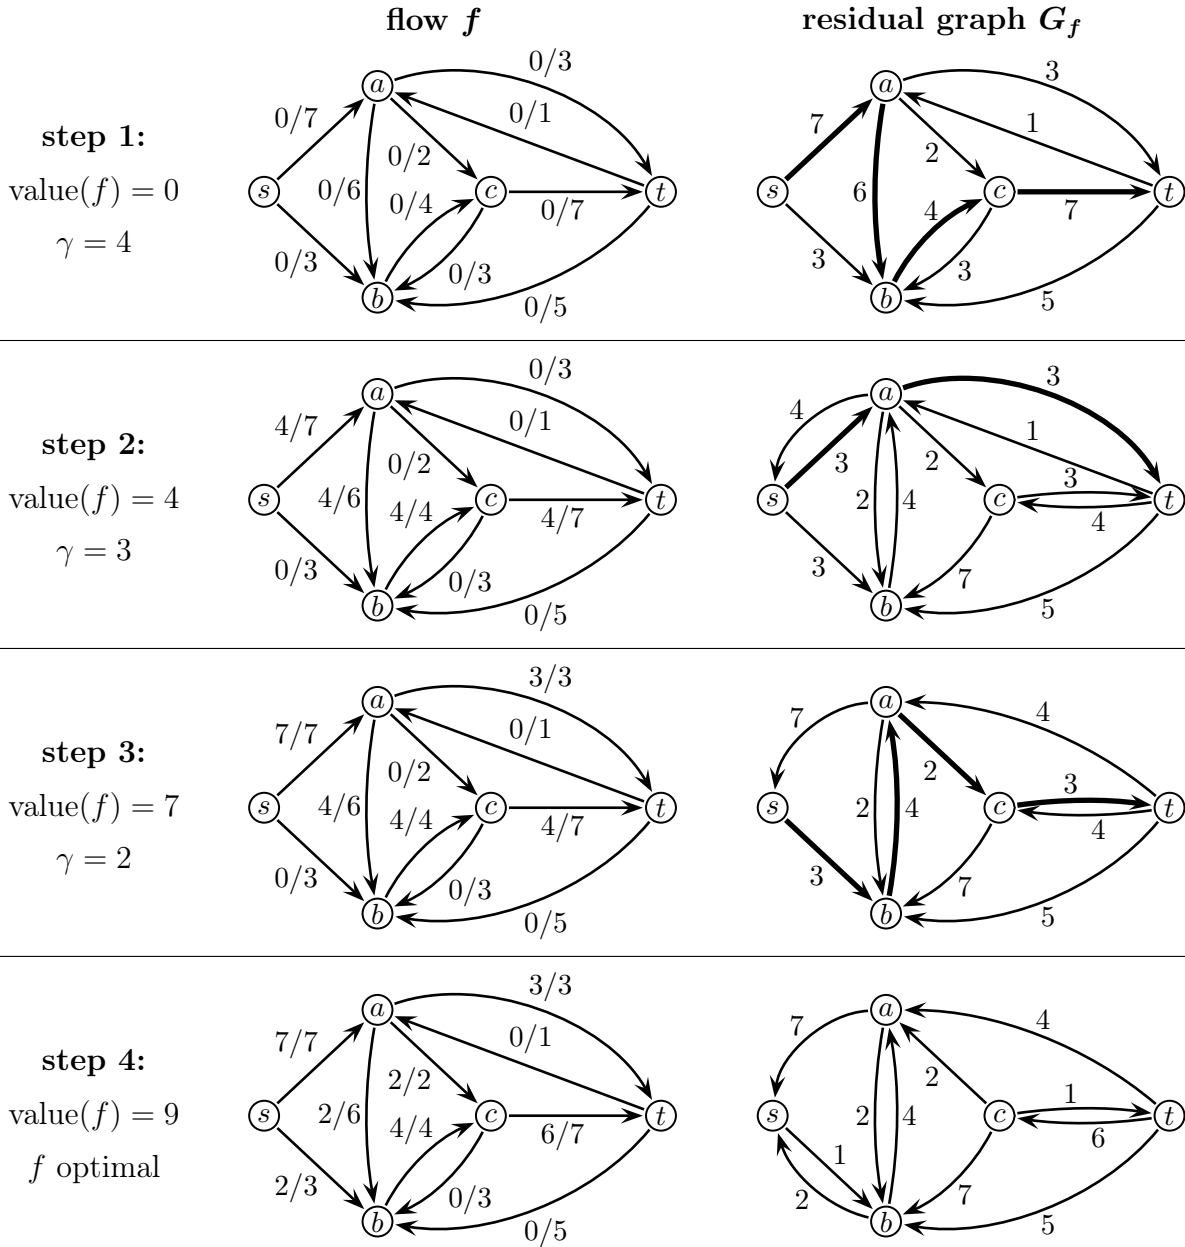 flow f
residual graph G_f
step 1:
value(f) = 0
γ = 4
0/3
a
0/7
0/1
0/2
s
0/6
0/4
c
t
0/7
0/3
0/3
b
0/5
3
a
7
1
2
s
6
4
c
t
7
3
3
b
5
step 2:
value(f) = 4
γ = 3
0/3
a
4/7
0/1
0/2
s
4/6
4/4
c
t
4/7
0/3
0/3
b
0/5
3
a
4
1
3
2
3
s
2
4
c
t
4
3
7
b
5
step 3:
value(f) = 7
γ = 2
3/3
a
7/7
0/1
0/2
s
4/6
4/4
c
t
4/7
0/3
0/3
b
0/5
a
7
4
2
3
s
2
4
c
t
4
3
7
b
5
step 4:
value(f) = 9
f optimal
3/3
a
7/7
0/1
2/2
s
2/6
4/4
c
t
6/7
2/3
0/3
b
0/5
a
7
4
2
1
s
2
4
c
t
6
1
2
7
b
5